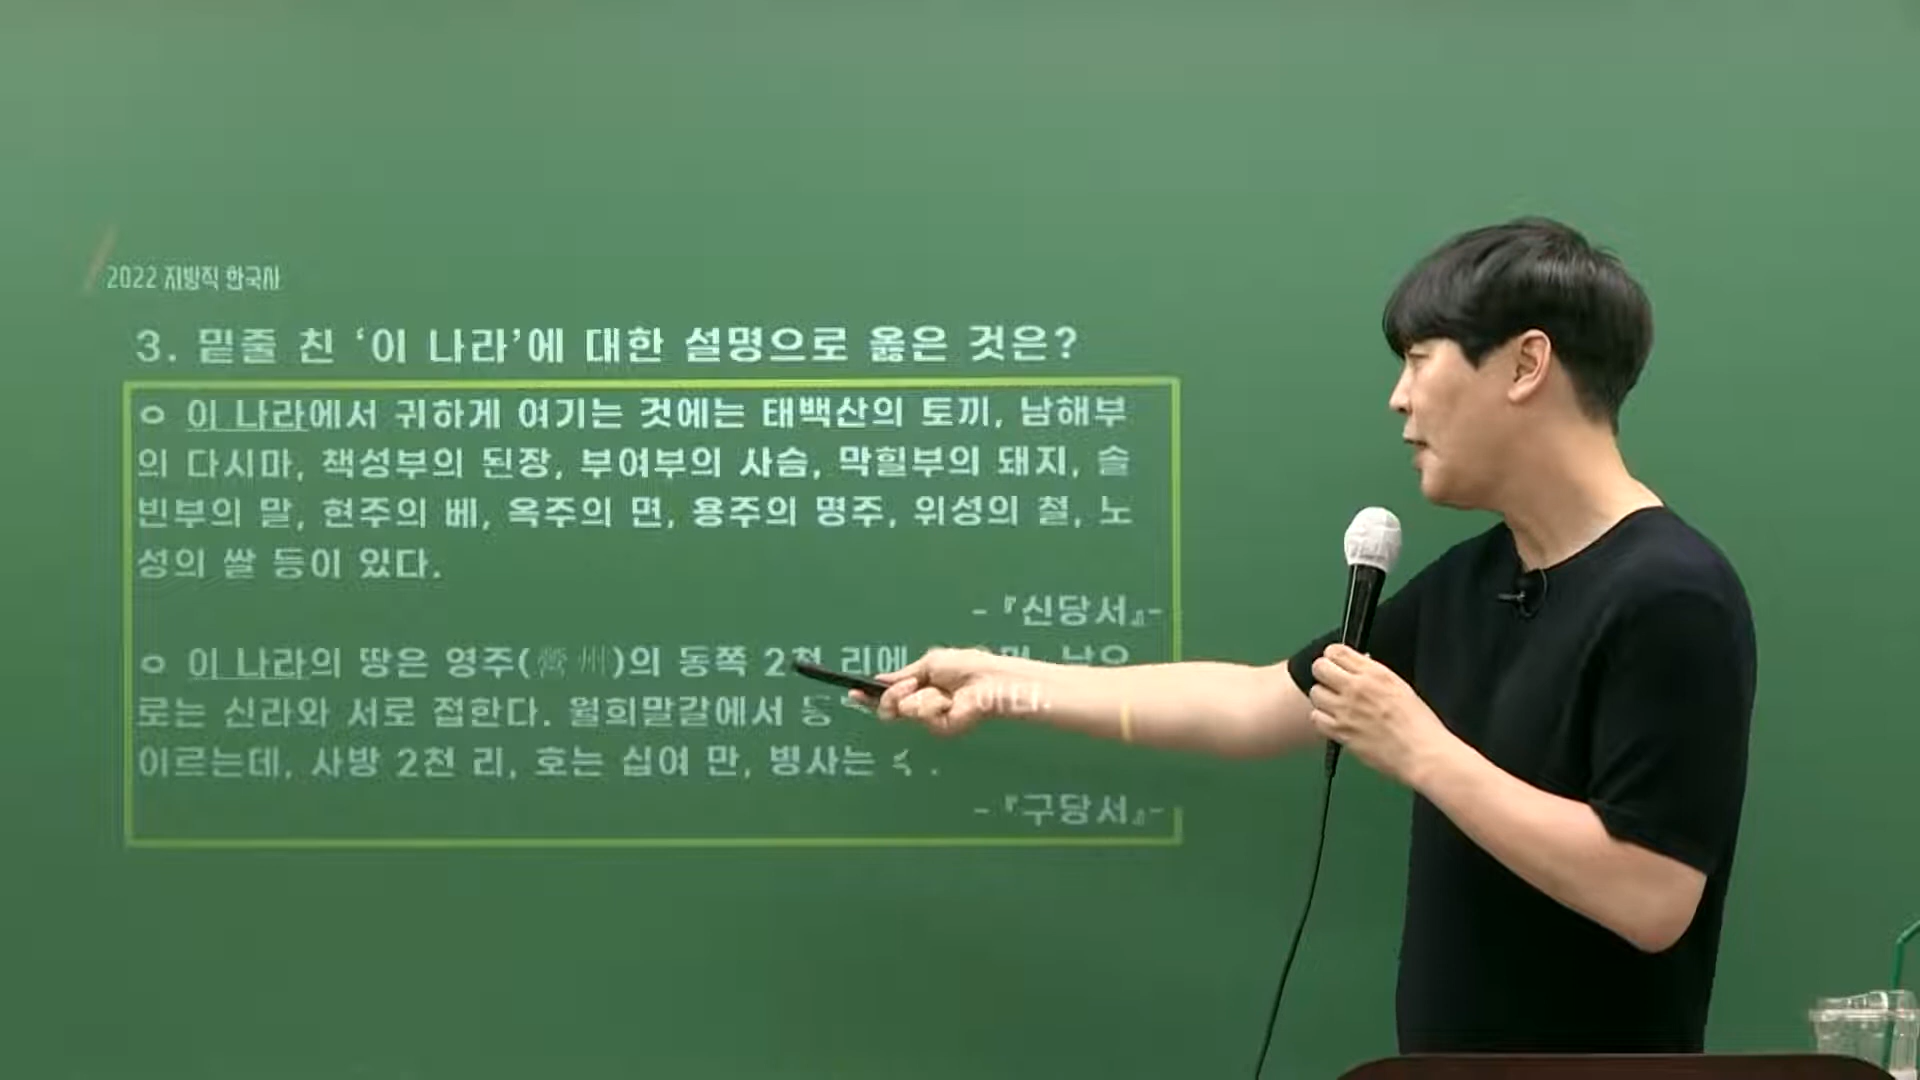 2022 지방직 한국사
3. 밑줄 친 ‘이 나라’에 대한 설명으로 옳은 것은?
ㅇ 이 나라에서 귀하게 여기는 것에는 태백산의 토끼, 남해부
의 다시마, 책성부의 된장, 부여부의 사슴, 막힐부의 돼지, 솔
빈부의 말, 현주의 베, 옥주의 면, 용주의 명주, 위성의 철, 노
성의 쌀 등이 있다.
-『신당서』-
ㅇ 이 나라의 땅은 영주(營州)의 동쪽 2천 리에
로는 신라와 서로 접한다. 월희말갈에서 이다.
이르는데, 사방 2천 리, 호는 십여 만, 병사는 .
-『구당서』-